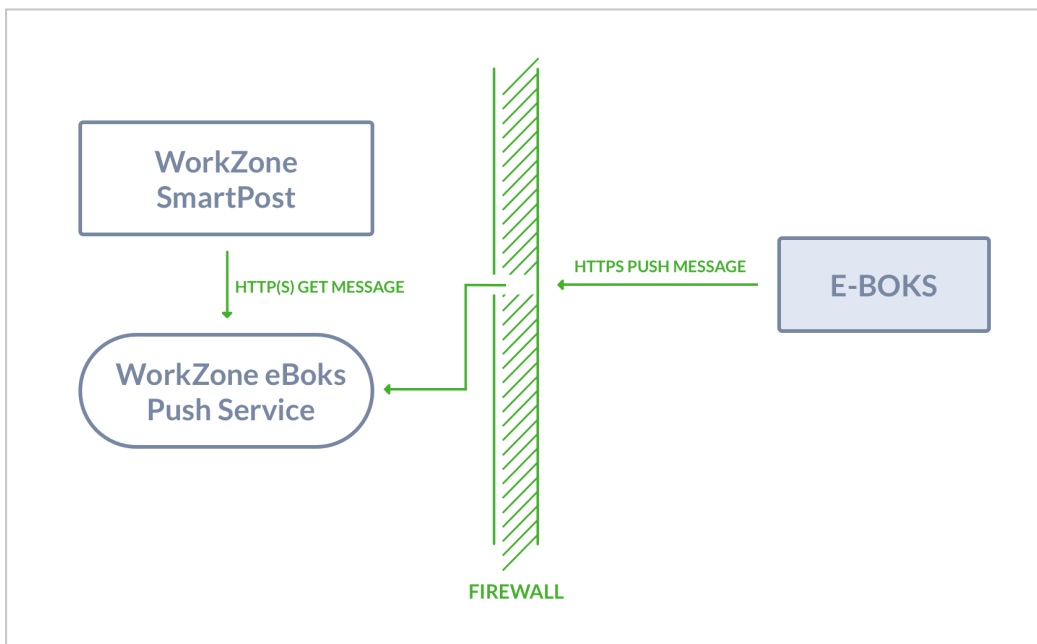 WorkZone
SmartPost
HTTP(S) GET MESSAGE
WorkZone eBoks
Push Service
HTTPS PUSH MESSAGE
E-BOKS
FIREWALL